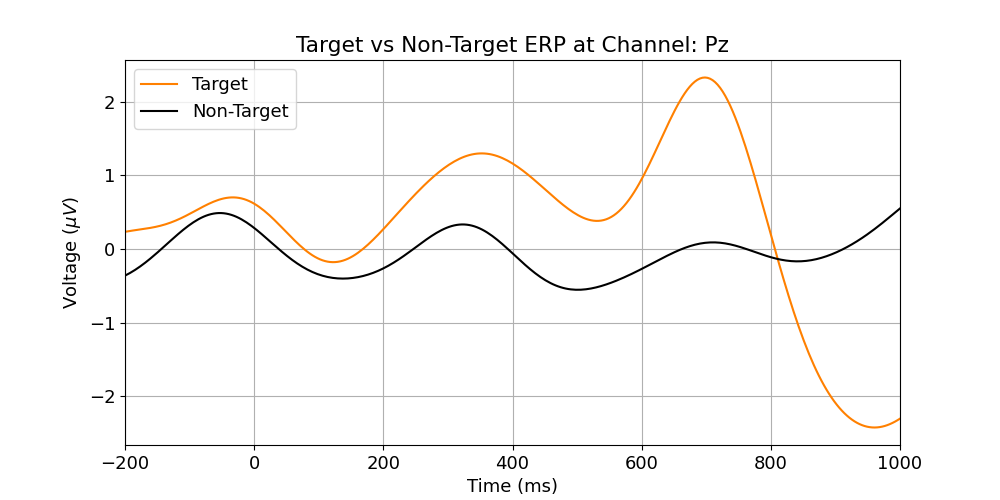 Target vs Non-Target ERP at Channel: Pz
Target
Non-Target
Voltage (μV)
2
1
0
−1
−2
−200 0 200 400 600 800 1000
Time (ms)